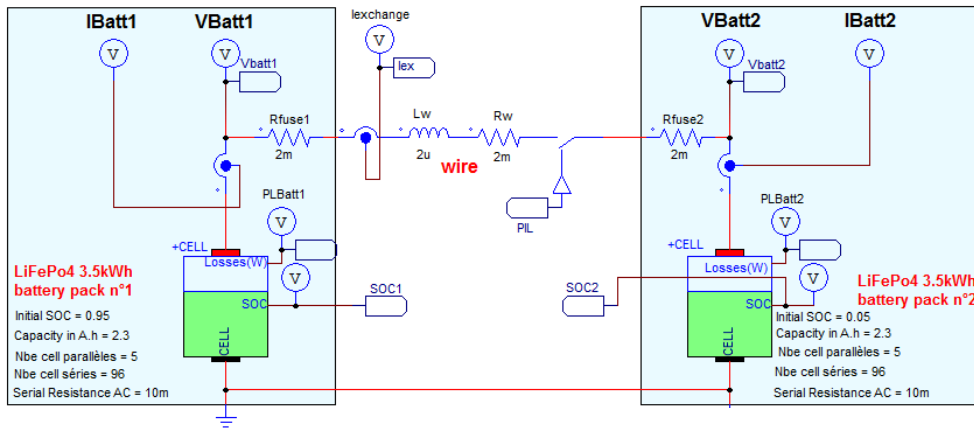 IBatt1
VBatt1
V
V
Vbatt1
Iexchange
V
Iex
Rfuse1
2m
Lw
2u
Rw
2m
wire
PIL
VBatt2
IBatt2
V
V
Vbatt2
Rfuse2
2m
PLBatt1
V
+CELL
Losses(W)
V
SOC
CELL
LiFePo4 3.5kWh
battery pack n°1
Initial SOC = 0.95
Capacity in A.h = 2.3
Nbe cell parallèles = 5
Nbe cell séries = 96
Serial Resistance AC = 10m
SOC1
SOC2
PLBatt2
V
+CELL
Losses(W)
V
SOC
CELL
LiFePo4 3.5kWh
battery pack n°2
Initial SOC = 0.05
Capacity in A.h = 2.3
Nbe cell parallèles = 5
Nbe cell séries = 96
Serial Resistance AC = 10m